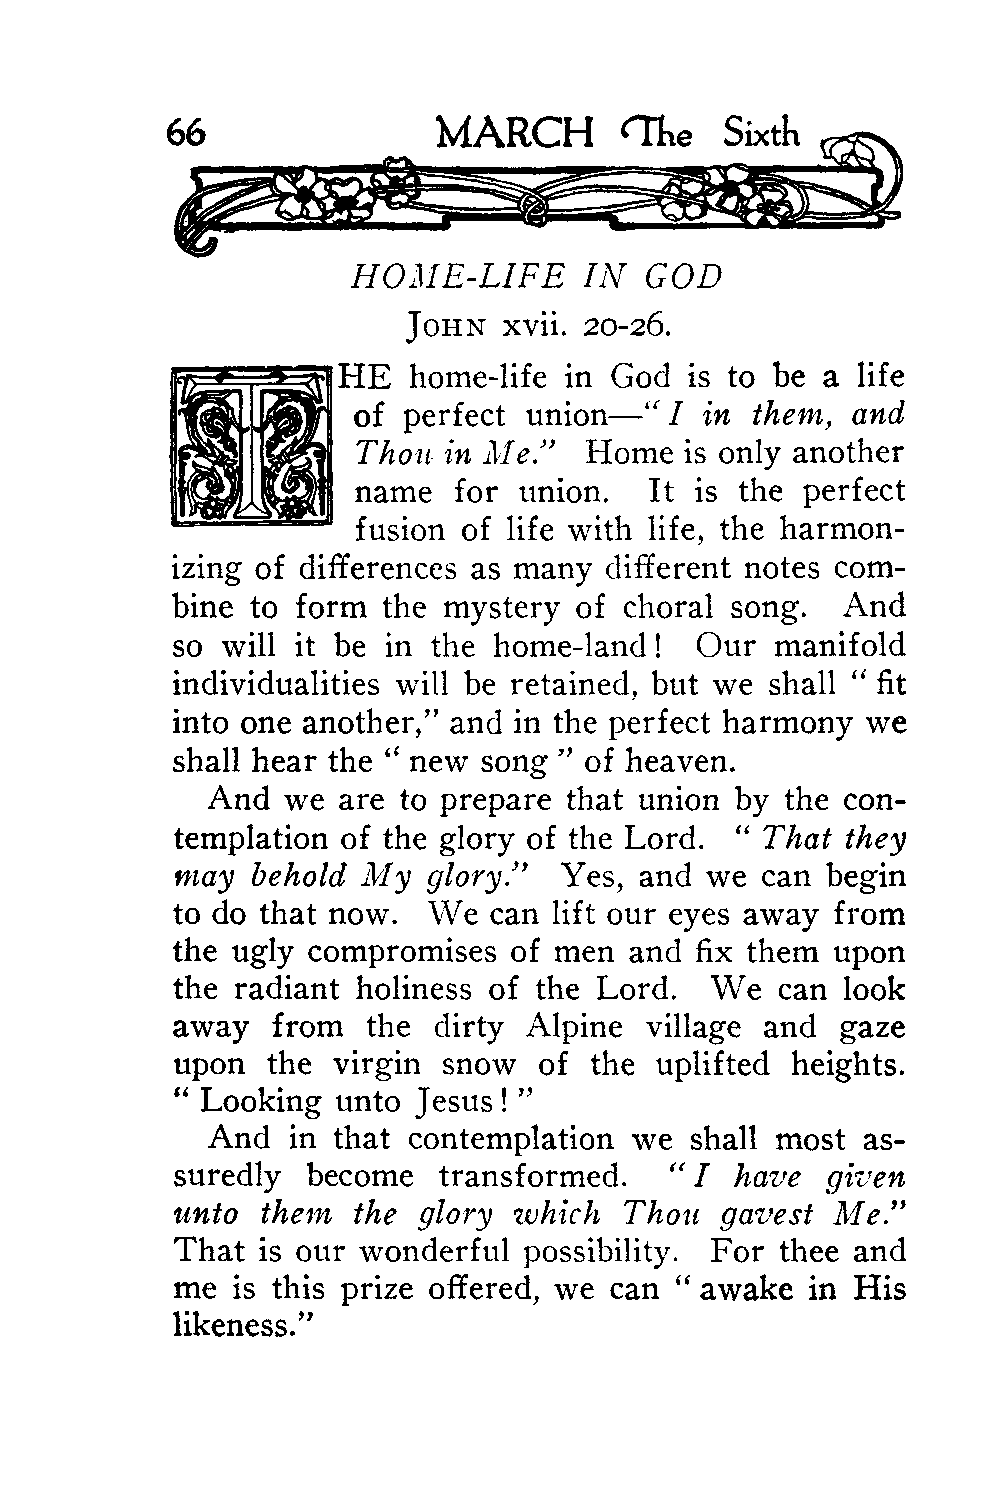 66 MARCH The Sixth
HOME-LIFE IN GOD
JOHN xvii. 20-26.
THE home-life in God is to be a life
of perfect union—“I in them, and
Thou in Me.” Home is only another
name for union. It is the perfect
fusion of life with life, the harmon-
izing of differences as many different notes com-
bine to form the mystery of choral song. And
so will it be in the home-land! Our manifold
individualities will be retained, but we shall “fit
into one another,” and in the perfect harmony we
shall hear the “new song” of heaven.
And we are to prepare that union by the con-
templation of the glory of the Lord. “That they
may behold My glory.” Yes, and we can begin
to do that now. We can lift our eyes away from
the ugly compromises of men and fix them upon
the radiant holiness of the Lord. We can look
away from the dirty Alpine village and gaze
upon the virgin snow of the uplifted heights.
“Looking unto Jesus!”
And in that contemplation we shall most as-
suredly become transformed. “I have given
unto them the glory which Thou gavest Me.”
That is our wonderful possibility. For thee and
me is this prize offered, we can “awake in His
likeness.”